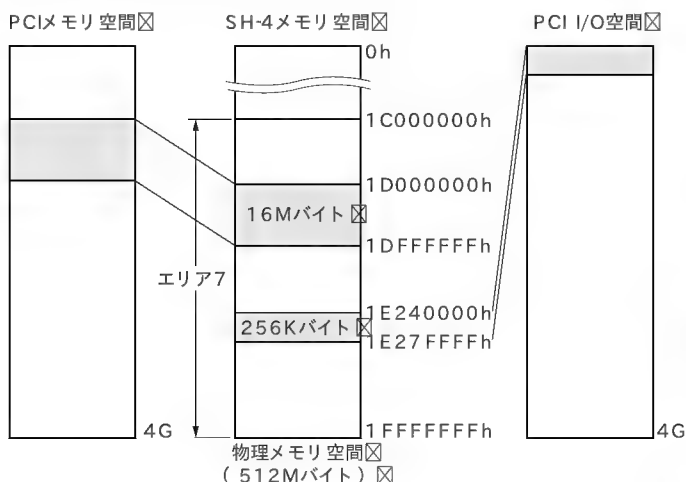 PCIメモリ空間
SH-4メモリ空間
PCI I/O空間
0h
1C000000h
1D000000h
16Mバイト
1DFFFFFFh
エリア7
1E240000h
256Kバイト
1E27FFFFh
4G
1FFFFFFFh
4G
物理メモリ空間
(512Mバイト)